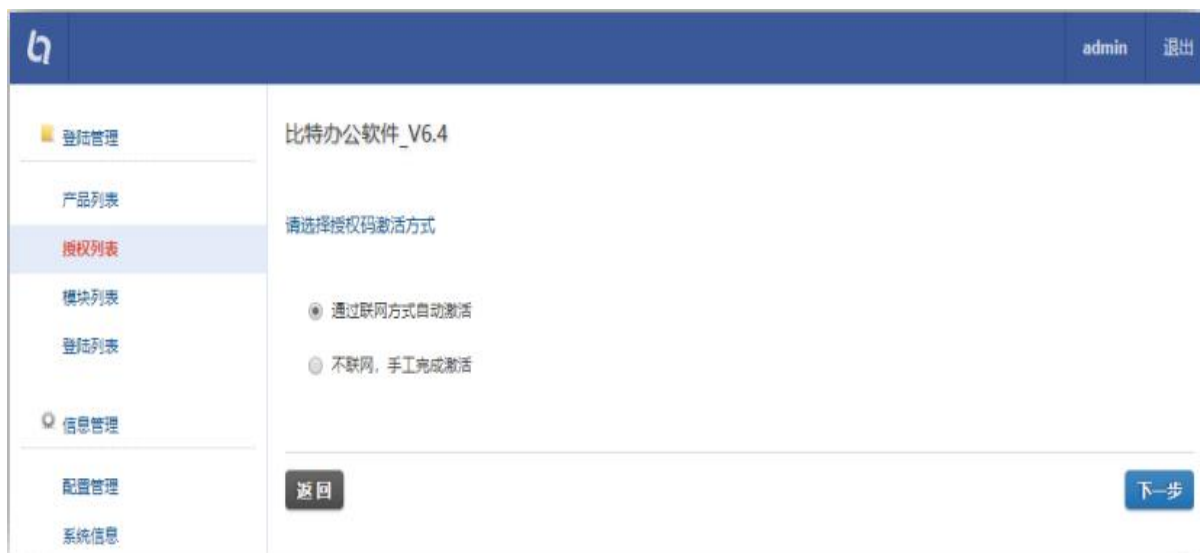 admin
退出
登陆管理
产品列表
授权列表
模块列表
登陆列表
信息管理
配置管理
系统信息
比特办公软件_V6.4
请选择授权码激活方式
通过联网方式自动激活
不联网，手工完成激活
返回
下一步